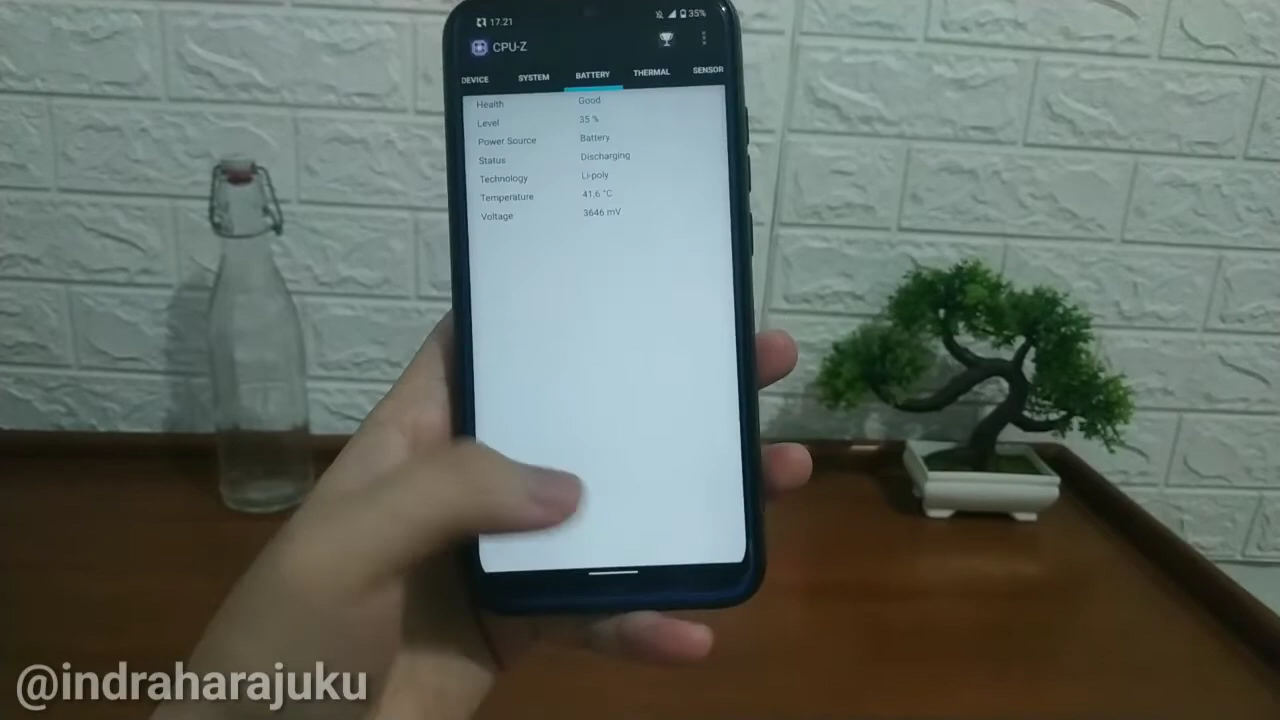 17.21 35%
CPU-Z
DEVICE SYSTEM BATTERY THERMAL SENSOR
Health Good
Level 35 %
Power Source Battery
Status Discharging
Technology Li-poly
Temperature 41,6 °C
Voltage 3646 mV
@indraharajuku